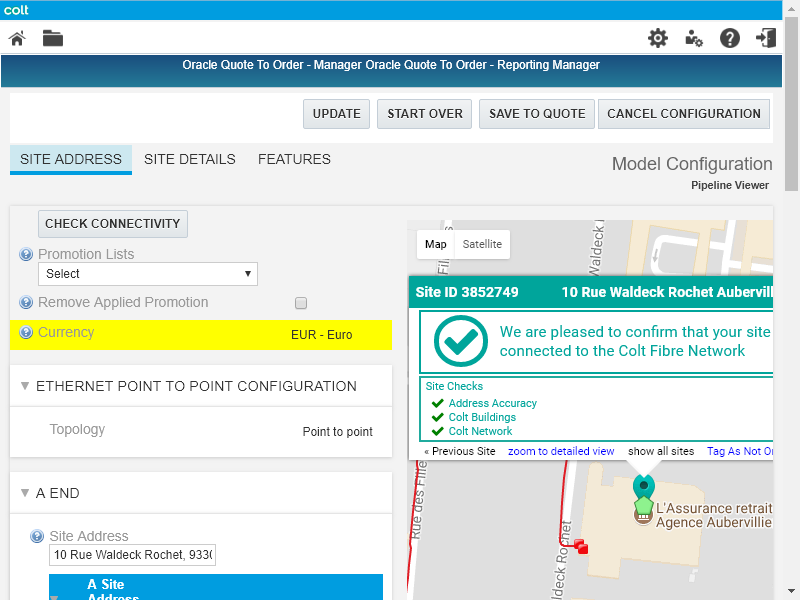 colt
Oracle Quote To Order - Manager Oracle Quote To Order - Reporting Manager
UPDATE
START OVER
SAVE TO QUOTE
CANCEL CONFIGURATION
SITE ADDRESS
SITE DETAILS
FEATURES
Model Configuration
Pipeline Viewer
CHECK CONNECTIVITY
Promotion Lists
Select
Remove Applied Promotion
Currency
EUR - Euro
ETHERNET POINT TO POINT CONFIGURATION
Topology
Point to point
A END
Site Address
10 Rue Waldeck Rochet, 9330
A Site
Address
Map
Satellite
Waldeck
Site ID 3852749
10 Rue Waldeck Rochet Aubervill
We are pleased to confirm that your site
connected to the Colt Fibre Network
Site Checks
Address Accuracy
Colt Buildings
Colt Network
« Previous Site
zoom to detailed view
show all sites
Tag As Not On
Rue des Fille
ldeck Rochet
L'Assurance retrait
Agence Aubervillie